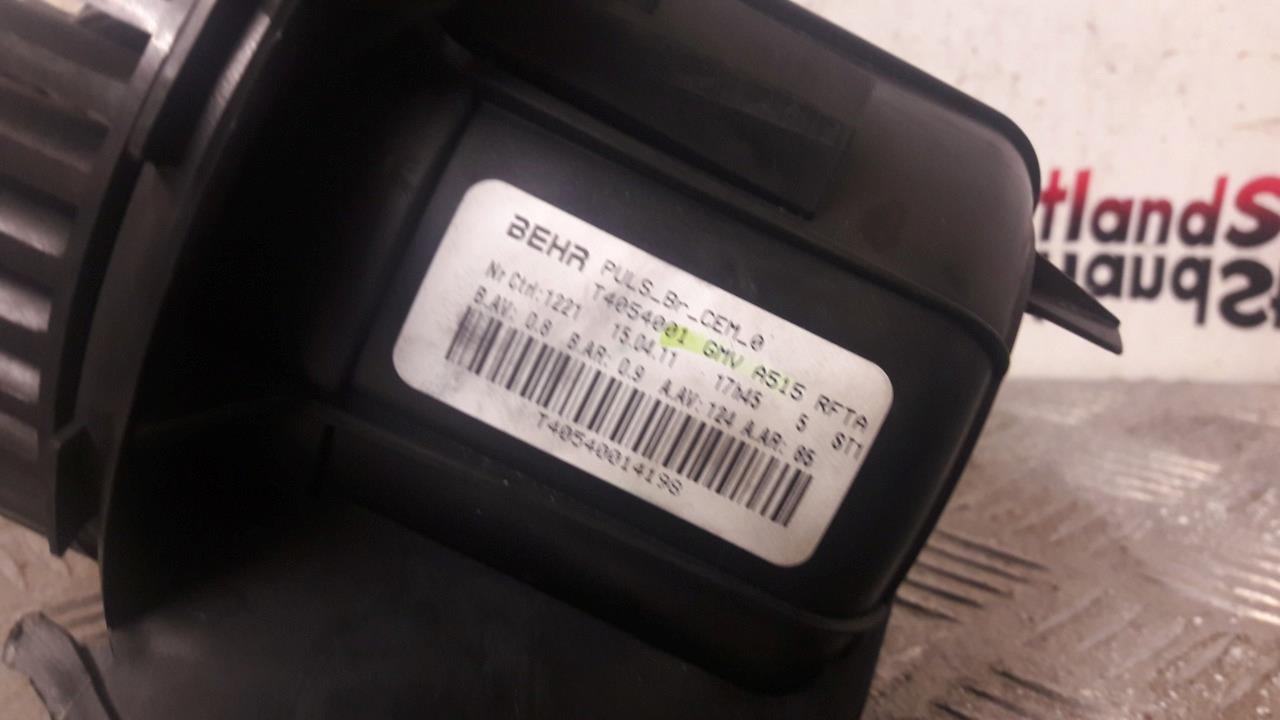 BEHR PULS_Br_CEM_0
T4054001 GMV A515 RFTA
Nr Ctrl:1221 15.04.11 17h45 5 ST1
B.AV: 0.8 B.AR: 0.9 A.AV:124 A.AR: 85
T40540014198
tlandS